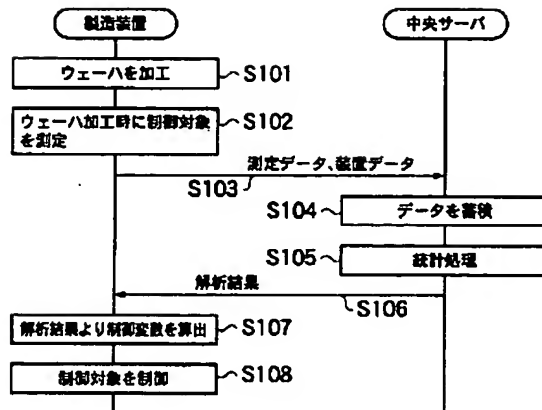 製造装置
中央サーバ
ウェーハを加工
S101
ウェーハ加工時に制御対象
を測定
S102
測定データ、装置データ
S103
S104
データを蓄積
S105
統計処理
解析結果
S106
解析結果より制御変数を算出
S107
制御対象を制御
S108